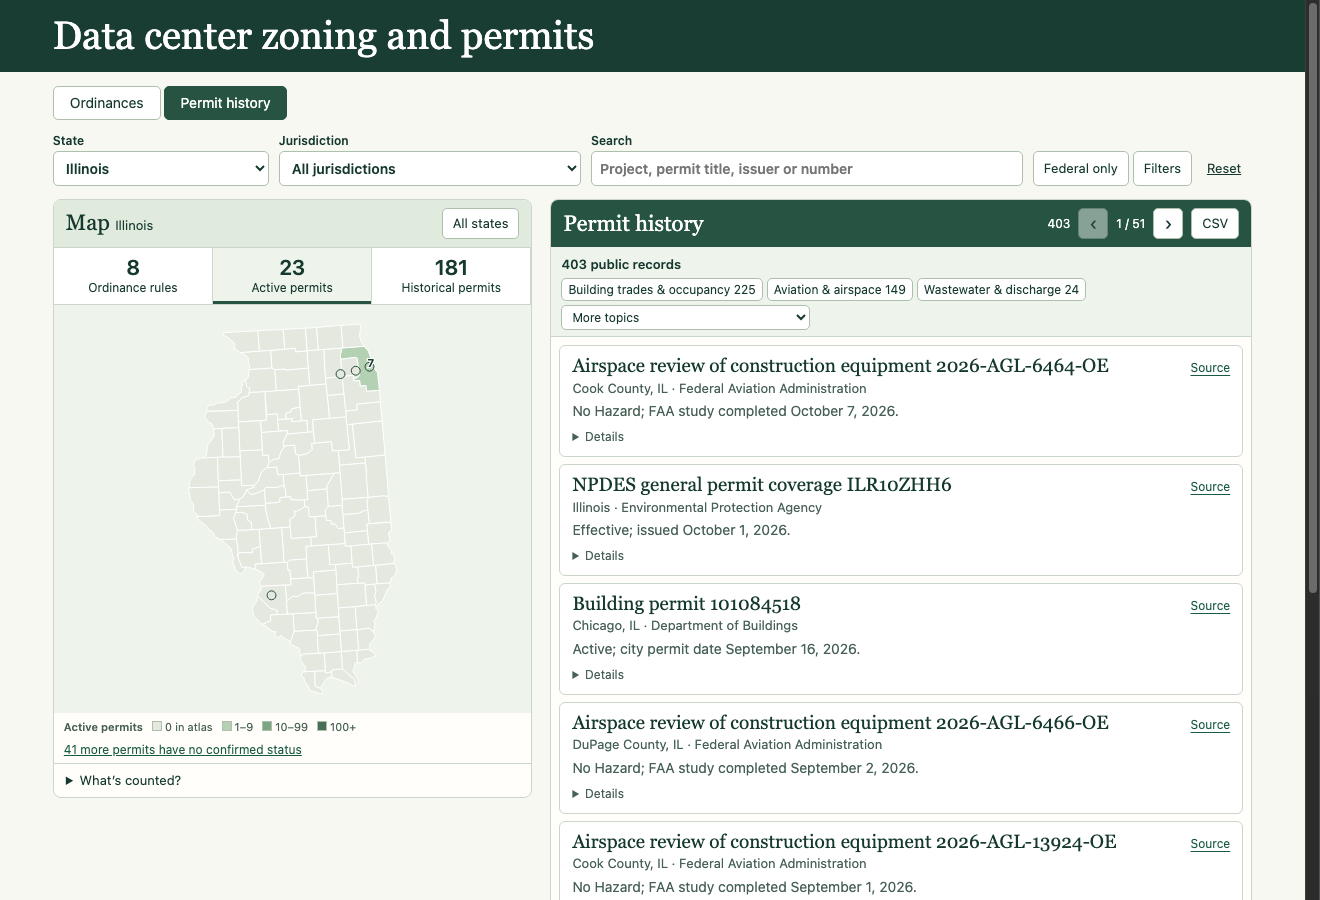 Data center zoning and permits
Ordinances
Permit history
State
Jurisdiction
Search
Illinois
All jurisdictions
Project, permit title, issuer or number
Federal only
Filters
Reset
Map Illinois
All states
8
Ordinance rules
23
Active permits
181
Historical permits
7
Active permits 0 in atlas 1–9 10–99 100+
41 more permits have no confirmed status
What's counted?
Permit history
403 ‹ 1 / 51 › CSV
403 public records
Building trades & occupancy 225
Aviation & airspace 149
Wastewater & discharge 24
More topics
Airspace review of construction equipment 2026-AGL-6464-OE
Source
Cook County, IL · Federal Aviation Administration
No Hazard; FAA study completed October 7, 2026.
Details
NPDES general permit coverage ILR10ZHH6
Source
Illinois · Environmental Protection Agency
Effective; issued October 1, 2026.
Details
Building permit 101084518
Source
Chicago, IL · Department of Buildings
Active; city permit date September 16, 2026.
Details
Airspace review of construction equipment 2026-AGL-6466-OE
Source
DuPage County, IL · Federal Aviation Administration
No Hazard; FAA study completed September 2, 2026.
Details
Airspace review of construction equipment 2026-AGL-13924-OE
Source
Cook County, IL · Federal Aviation Administration
No Hazard; FAA study completed September 1, 2026.